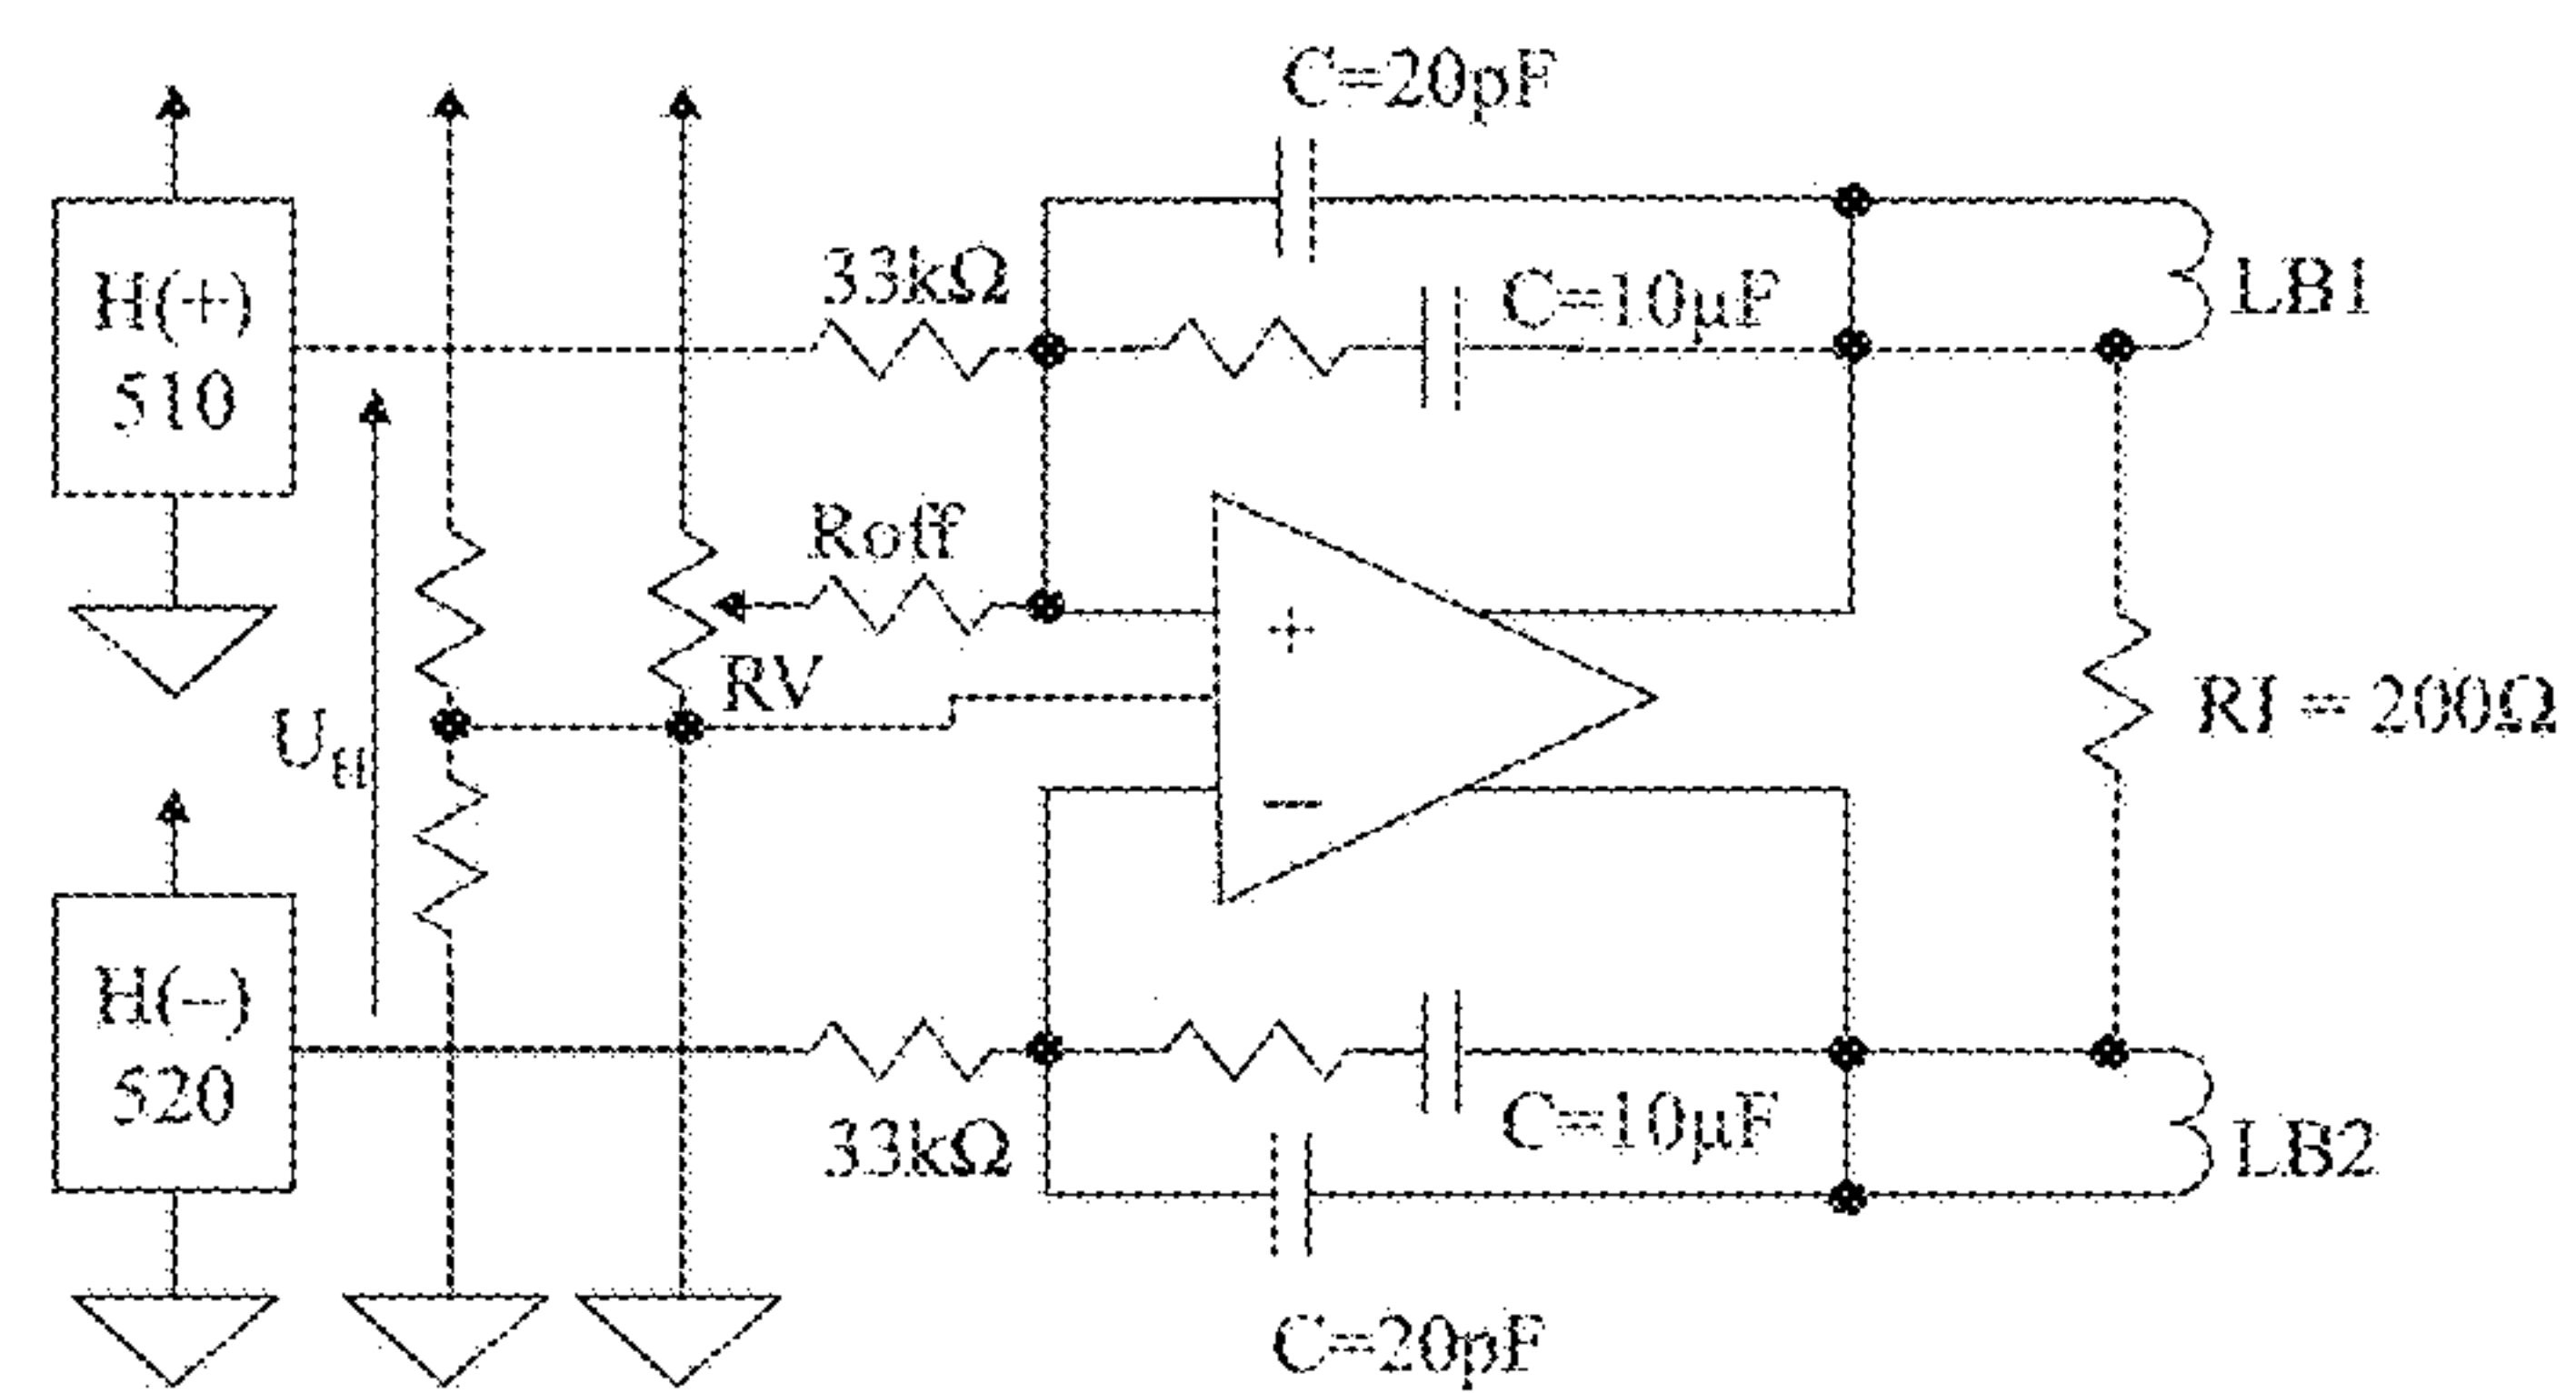 C=20pF
H(+)
510
33kΩ
C=10µF
LB1
Roff
+
RV
U_H
RI = 200Ω
–
H(–)
520
33kΩ
C=10µF
LB2
C=20pF